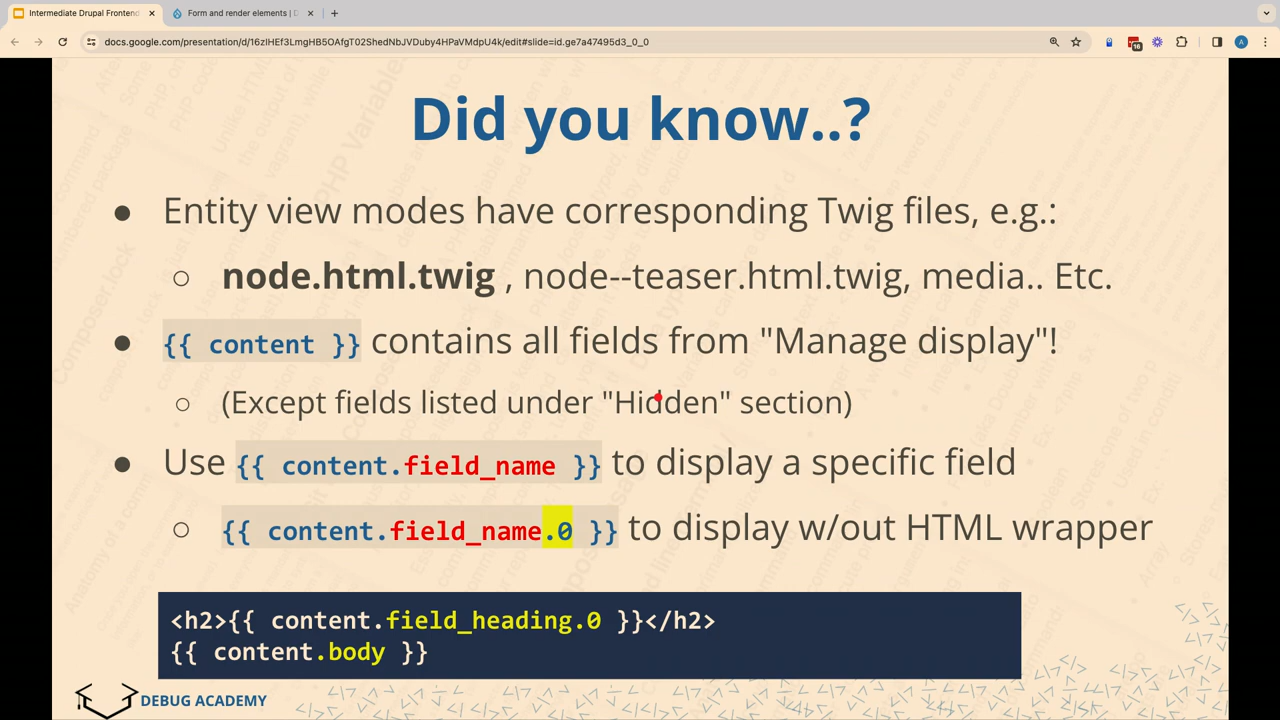 Intermediate Drupal Frontend
Form and render elements | D
docs.google.com/presentation/d/16zIHEf3LmgHB5OAfgT02ShedNbJVDuby4HPaVMdpU4k/edit#slide=id.ge7a47495d3_0_0
16
A
Did you know..?
● Entity view modes have corresponding Twig files, e.g.:
○ node.html.twig , node--teaser.html.twig, media.. Etc.
● {{ content }} contains all fields from "Manage display"!
○ (Except fields listed under "Hidden" section)
● Use {{ content.field_name }} to display a specific field
○ {{ content.field_name.0 }} to display w/out HTML wrapper
<h2>{{ content.field_heading.0 }}</h2>
{{ content.body }}
DEBUG ACADEMY